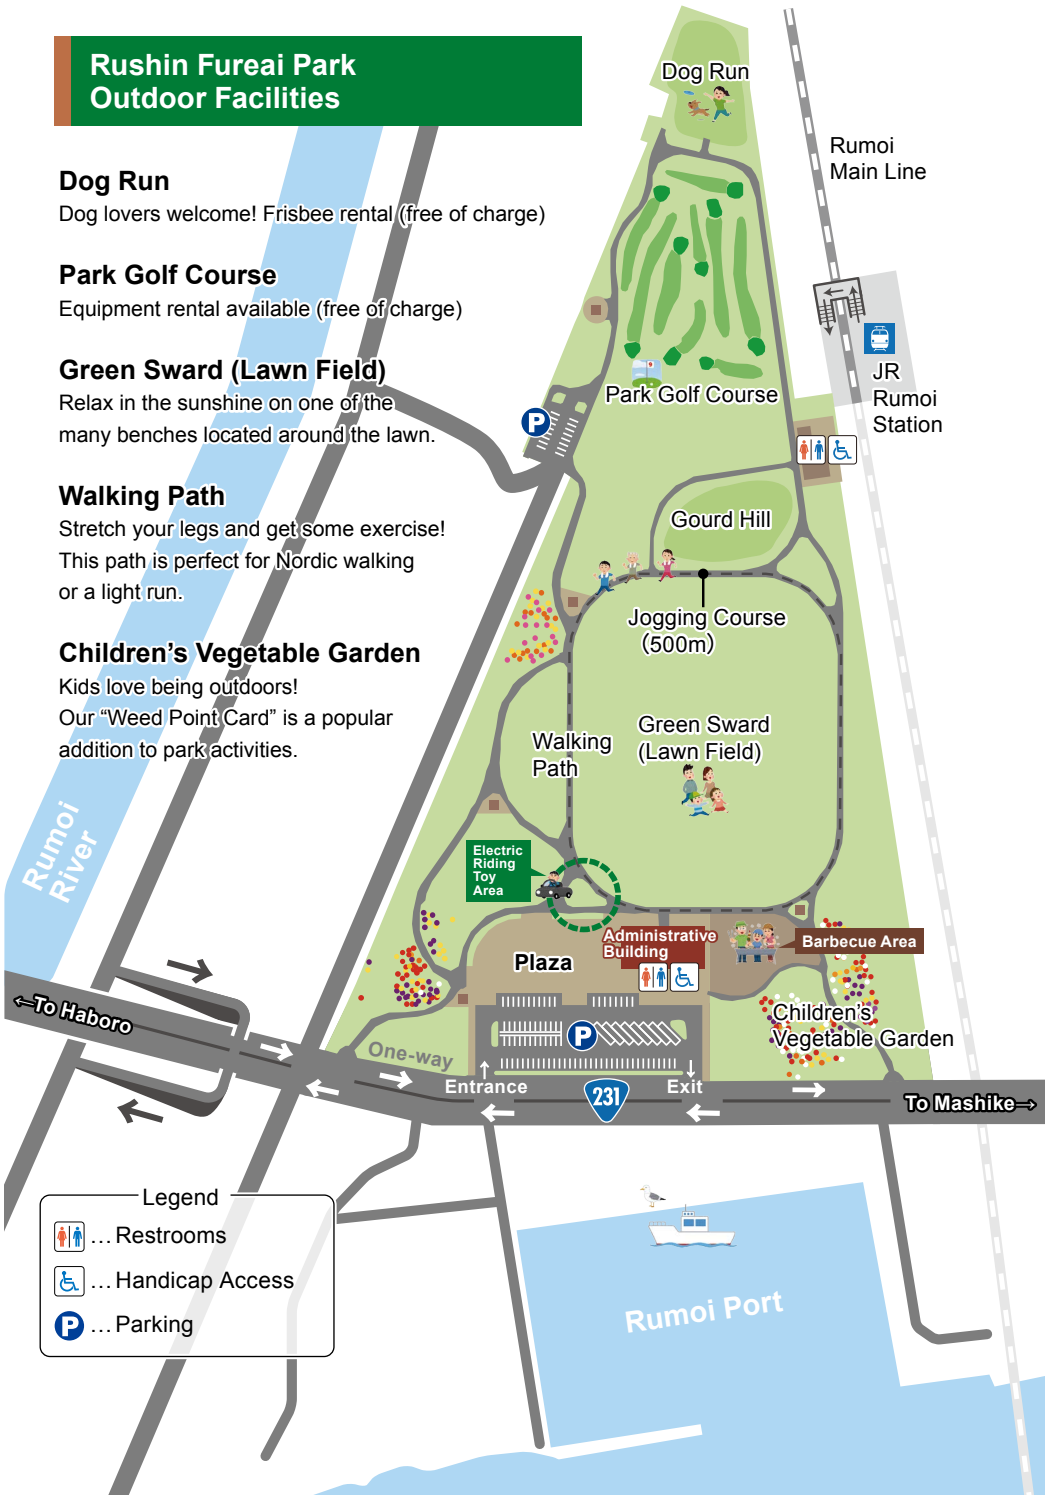 Rushin Fureai Park
Outdoor Facilities
Dog Run
Dog lovers welcome! Frisbee rental (free of charge)
Park Golf Course
Equipment rental available (free of charge)
Green Sward (Lawn Field)
Relax in the sunshine on one of the
many benches located around the lawn.
Walking Path
Stretch your legs and get some exercise!
This path is perfect for Nordic walking
or a light run.
Children’s Vegetable Garden
Kids love being outdoors!
Our “Weed Point Card” is a popular
addition to park activities.
Dog Run
Rumoi
Main Line
JR
Rumoi
Station
Park Golf Course
P
Gourd Hill
Jogging Course
(500m)
Green Sward
(Lawn Field)
Walking
Path
Rumoi
River
Electric
Riding
Toy
Area
Administrative
Building
Barbecue Area
Plaza
Children’s
Vegetable Garden
P
←To Haboro
One-way
Entrance
231
Exit
To Mashike→
Rumoi Port
Legend
…Restrooms
…Handicap Access
P …Parking